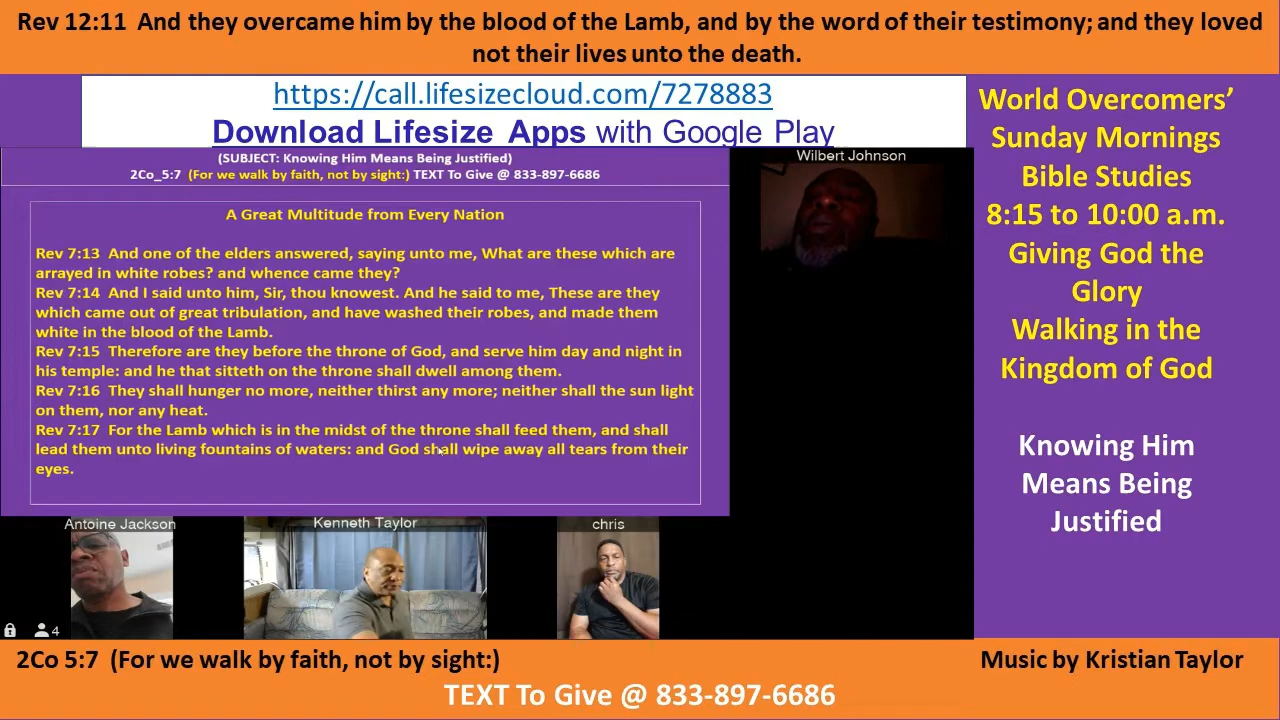 Rev 12:11  And they overcame him by the blood of the Lamb, and by the word of their testimony; and they loved
not their lives unto the death.
https://call.lifesizecloud.com/7278883
Download Lifesize Apps with Google Play
(SUBJECT: Knowing Him Means Being Justified)
2Co_5:7 (For we walk by faith, not by sight:) TEXT To Give @ 833-897-6686
A Great Multitude from Every Nation
Rev 7:13  And one of the elders answered, saying unto me, What are these which are
arrayed in white robes? and whence came they?
Rev 7:14  And I said unto him, Sir, thou knowest. And he said to me, These are they
which came out of great tribulation, and have washed their robes, and made them
white in the blood of the Lamb.
Rev 7:15  Therefore are they before the throne of God, and serve him day and night in
his temple: and he that sitteth on the throne shall dwell among them.
Rev 7:16  They shall hunger no more, neither thirst any more; neither shall the sun light
on them, nor any heat.
Rev 7:17  For the Lamb which is in the midst of the throne shall feed them, and shall
lead them unto living fountains of waters: and God shall wipe away all tears from their
eyes.
Wilbert Johnson
Antoine Jackson
Kenneth Taylor
chris
4
World Overcomers'
Sunday Mornings
Bible Studies
8:15 to 10:00 a.m.
Giving God the
Glory
Walking in the
Kingdom of God
Knowing Him
Means Being
Justified
2Co 5:7  (For we walk by faith, not by sight:)
Music by Kristian Taylor
TEXT To Give @ 833-897-6686